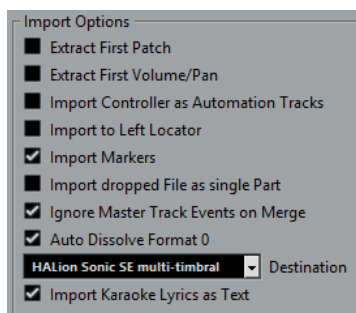 Import Options
Extract First Patch
Extract First Volume/Pan
Import Controller as Automation Tracks
Import to Left Locator
Import Markers
Import dropped File as single Part
Ignore Master Track Events on Merge
Auto Dissolve Format 0
HALion Sonic SE multi-timbral Destination
Import Karaoke Lyrics as Text